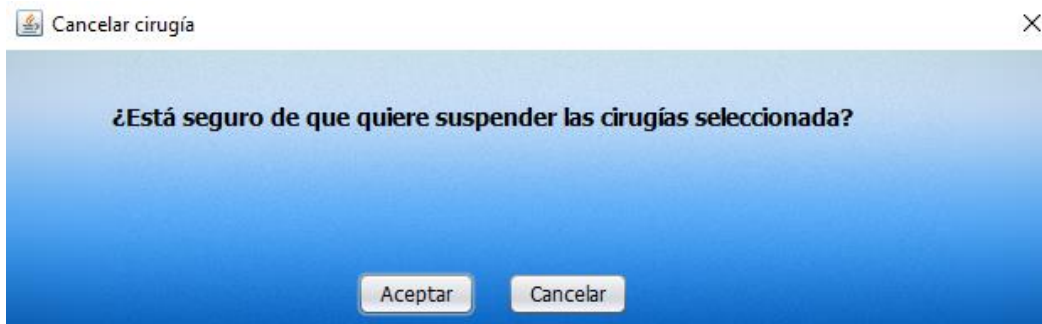 Cancelar cirugía
¿Está seguro de que quiere suspender las cirugías seleccionada?
Aceptar Cancelar